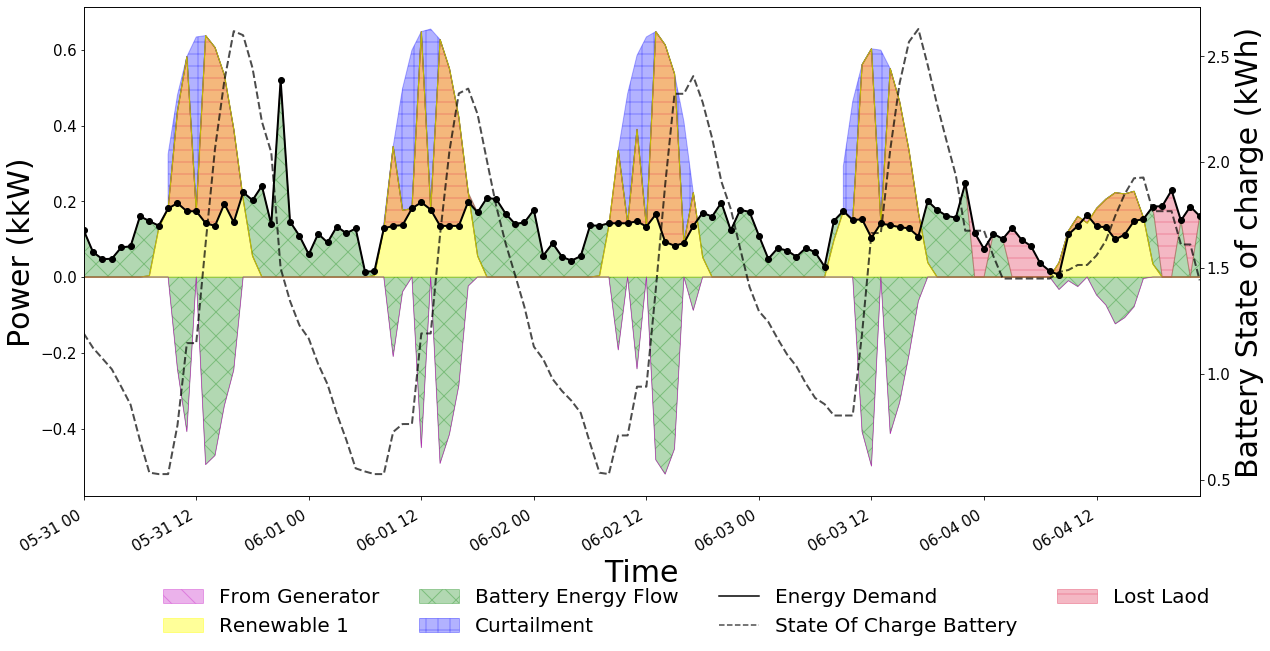 Power (kkW)
0.6
0.4
0.2
0.0
−0.2
−0.4
2.5
2.0
1.5
1.0
0.5
Battery State of charge (kWh)
05-31 00
05-31 12
06-01 00
06-01 12
06-02 00
06-02 12
06-03 00
06-03 12
06-04 00
06-04 12
Time
From Generator
Battery Energy Flow
Energy Demand
Lost Laod
Renewable 1
Curtailment
State Of Charge Battery